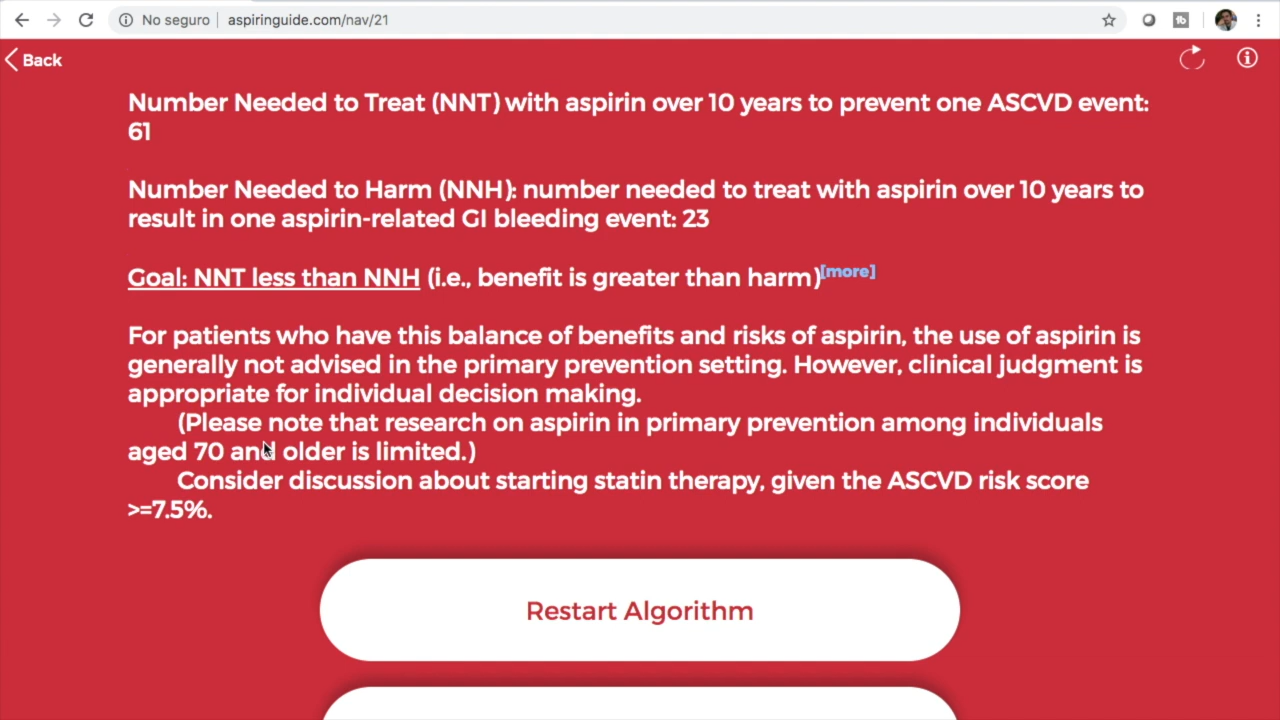 No seguro
aspiringuide.com/nav/21
Back
Number Needed to Treat (NNT) with aspirin over 10 years to prevent one ASCVD event:
61
Number Needed to Harm (NNH): number needed to treat with aspirin over 10 years to
result in one aspirin-related GI bleeding event: 23
Goal: NNT less than NNH (i.e., benefit is greater than harm)[more]
For patients who have this balance of benefits and risks of aspirin, the use of aspirin is
generally not advised in the primary prevention setting. However, clinical judgment is
appropriate for individual decision making.
(Please note that research on aspirin in primary prevention among individuals
aged 70 and older is limited.)
Consider discussion about starting statin therapy, given the ASCVD risk score
>=7.5%.
Restart Algorithm